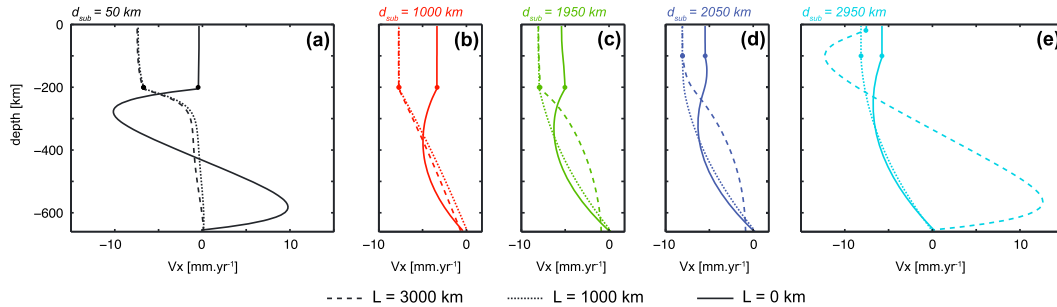 d_sub = 50 km
d_sub = 1000 km
d_sub = 1950 km
d_sub = 2050 km
d_sub = 2950 km
(a)
(b)
(c)
(d)
(e)
depth [km]
0
−200
−400
−600
−10 0 10
−10 0
−10 0
−10 0
−10 0 10
Vx [mm.yr⁻¹]
Vx [mm.yr⁻¹]
Vx [mm.yr⁻¹]
Vx [mm.yr⁻¹]
Vx [mm.yr⁻¹]
L = 3000 km
L = 1000 km
L = 0 km